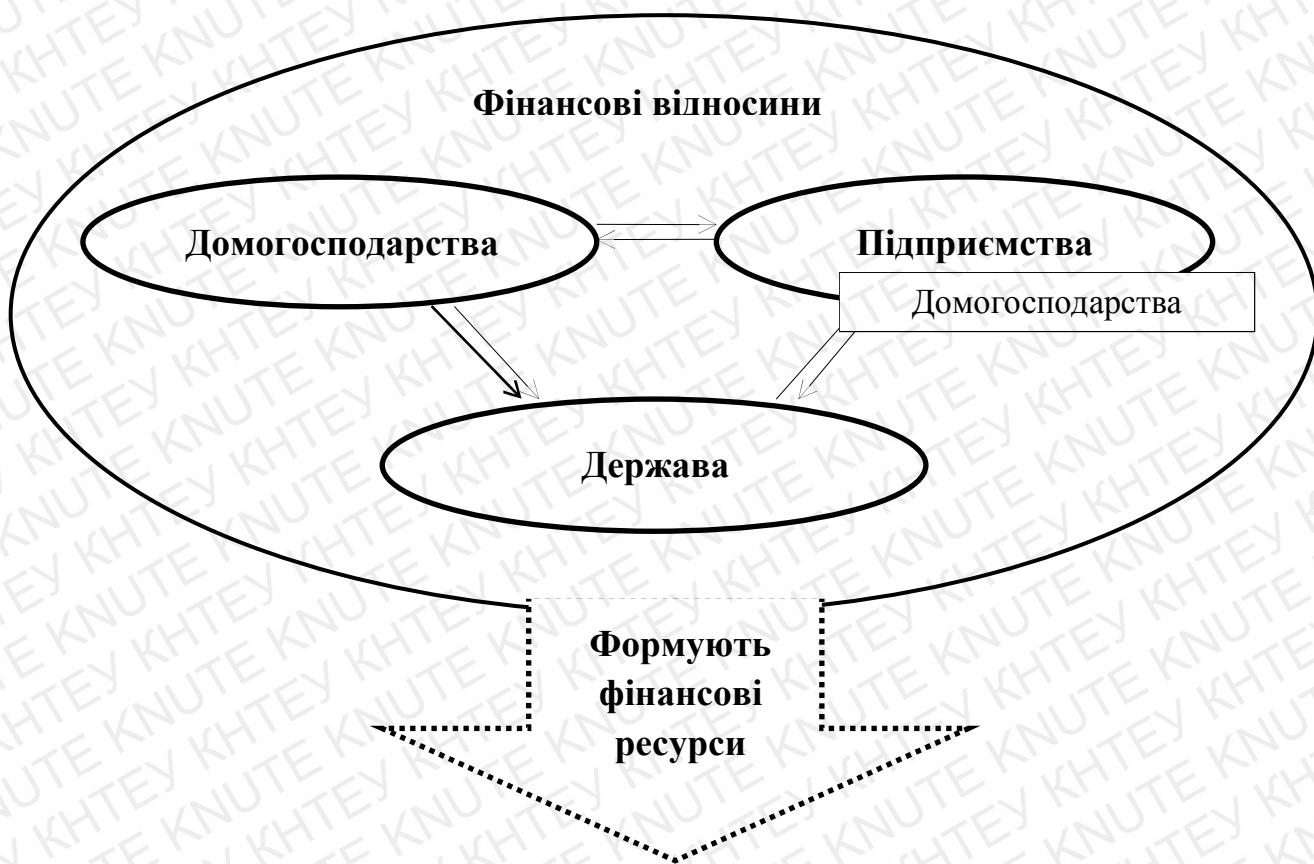 Фінансові відносини
Домогосподарства
Підприємства
Домогосподарства
Держава
Формують
фінансові
ресурси